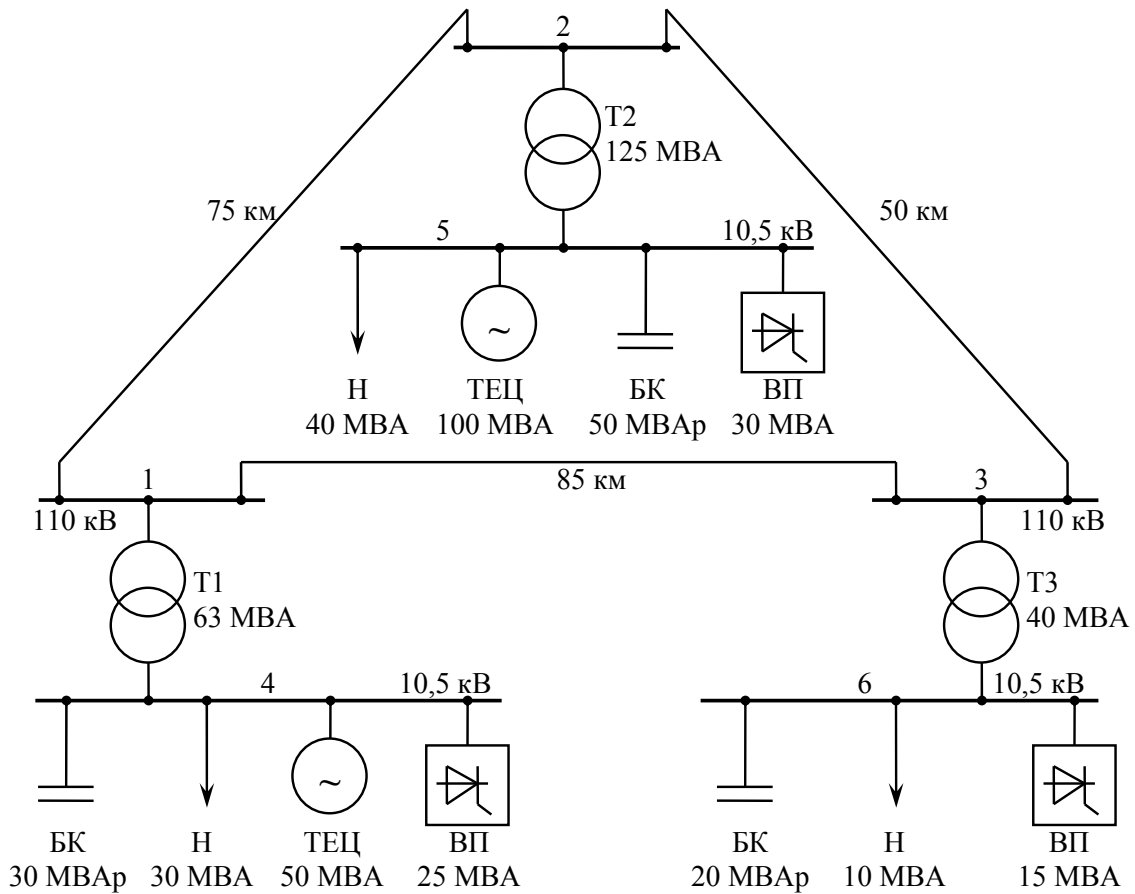 2
Т2
125 МВА
75 км
50 км
5
10,5 кВ
~
Н
ТЕЦ
БК
ВП
40 МВА
100 МВА
50 МВАр
30 МВА
1
85 км
3
110 кВ
110 кВ
Т1
63 МВА
Т3
40 МВА
4
10,5 кВ
6
10,5 кВ
~
БК
Н
ТЕЦ
ВП
БК
Н
ВП
30 МВАр
30 МВА
50 МВА
25 МВА
20 МВАр
10 МВА
15 МВА